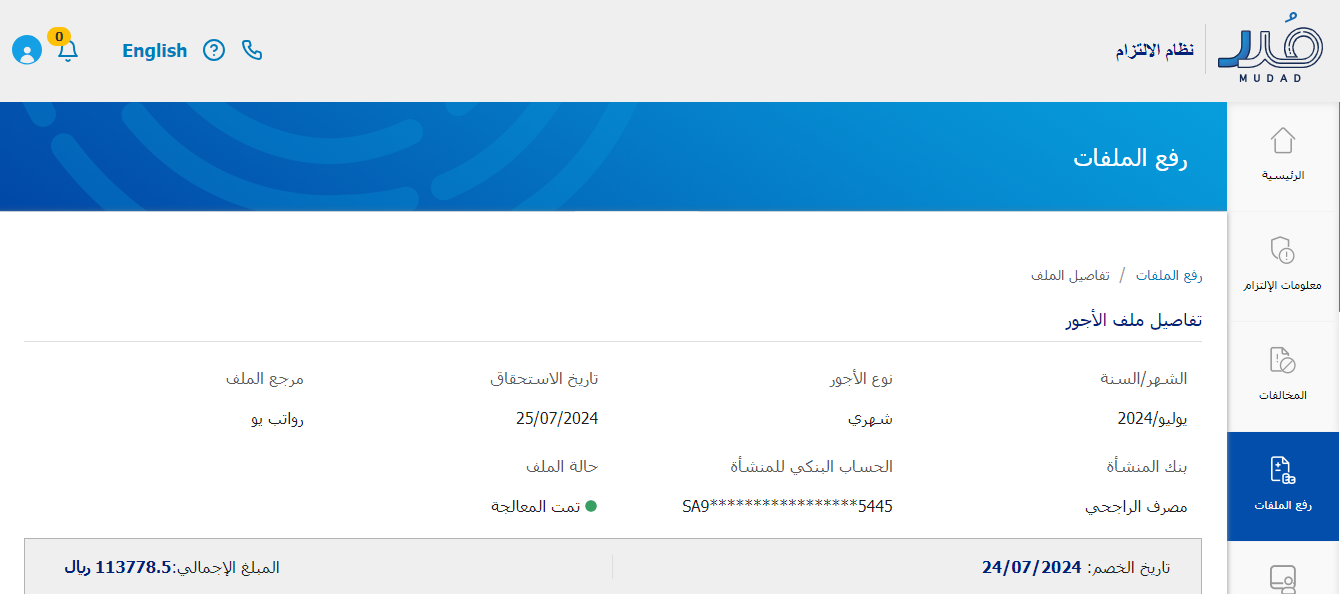 مدد
MUDAD
نظام الالتزام
English
0
رفع الملفات
الرئيسية
معلومات الإلتزام
المخالفات
رفع الملفات
رفع الملفات / تفاصيل الملف
تفاصيل ملف الأجور
الشهر/السنة
يوليو/2024
نوع الأجور
شهري
تاريخ الاستحقاق
25/07/2024
مرجع الملف
رواتب يو
بنك المنشأة
مصرف الراجحي
الحساب البنكي للمنشأة
SA9*****************5445
حالة الملف
تمت المعالجة
تاريخ الخصم: 24/07/2024
المبلغ الإجمالي:113778.5 ريال